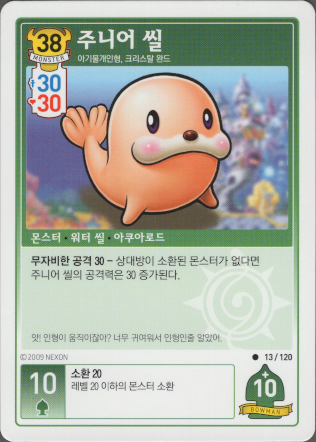 38
주니어 씰
MONSTER
아기물개인형, 크리스탈 완드
30
30
몬스터 · 워터 씰 · 아쿠아로드
무자비한 공격 30 – 상대방이 소환된 몬스터가 없다면
주니어 씰의 공격력은 30 증가된다.
앗! 인형이 움직이잖아? 너무 귀여워서 인형인줄 알았어.
©2009 NEXON
● 13/120
10
소환 20
레벨 20 이하의 몬스터 소환
+
10
BOWMAN